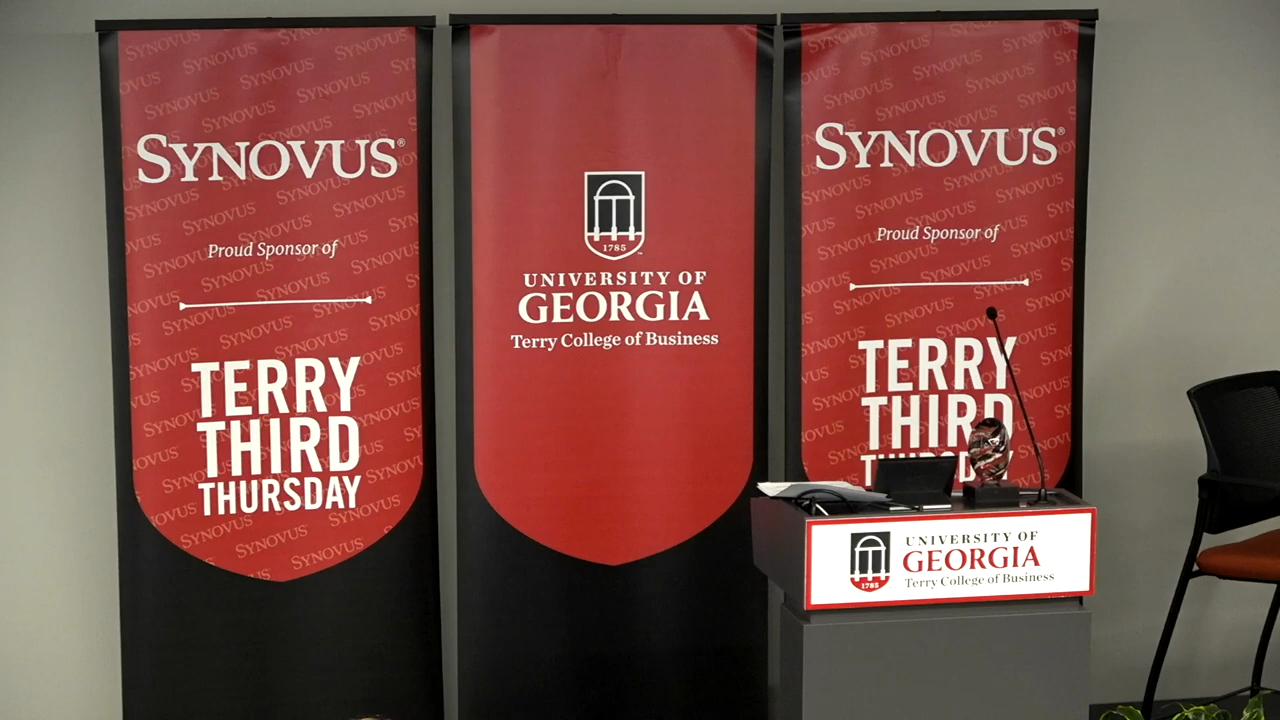 SYNOVUS®
Proud Sponsor of
TERRY
THIRD
THURSDAY
1785
UNIVERSITY OF
GEORGIA
Terry College of Business
SYNOVUS®
Proud Sponsor of
TERRY
THIRD
THURSDAY
1785
UNIVERSITY OF
GEORGIA
Terry College of Business